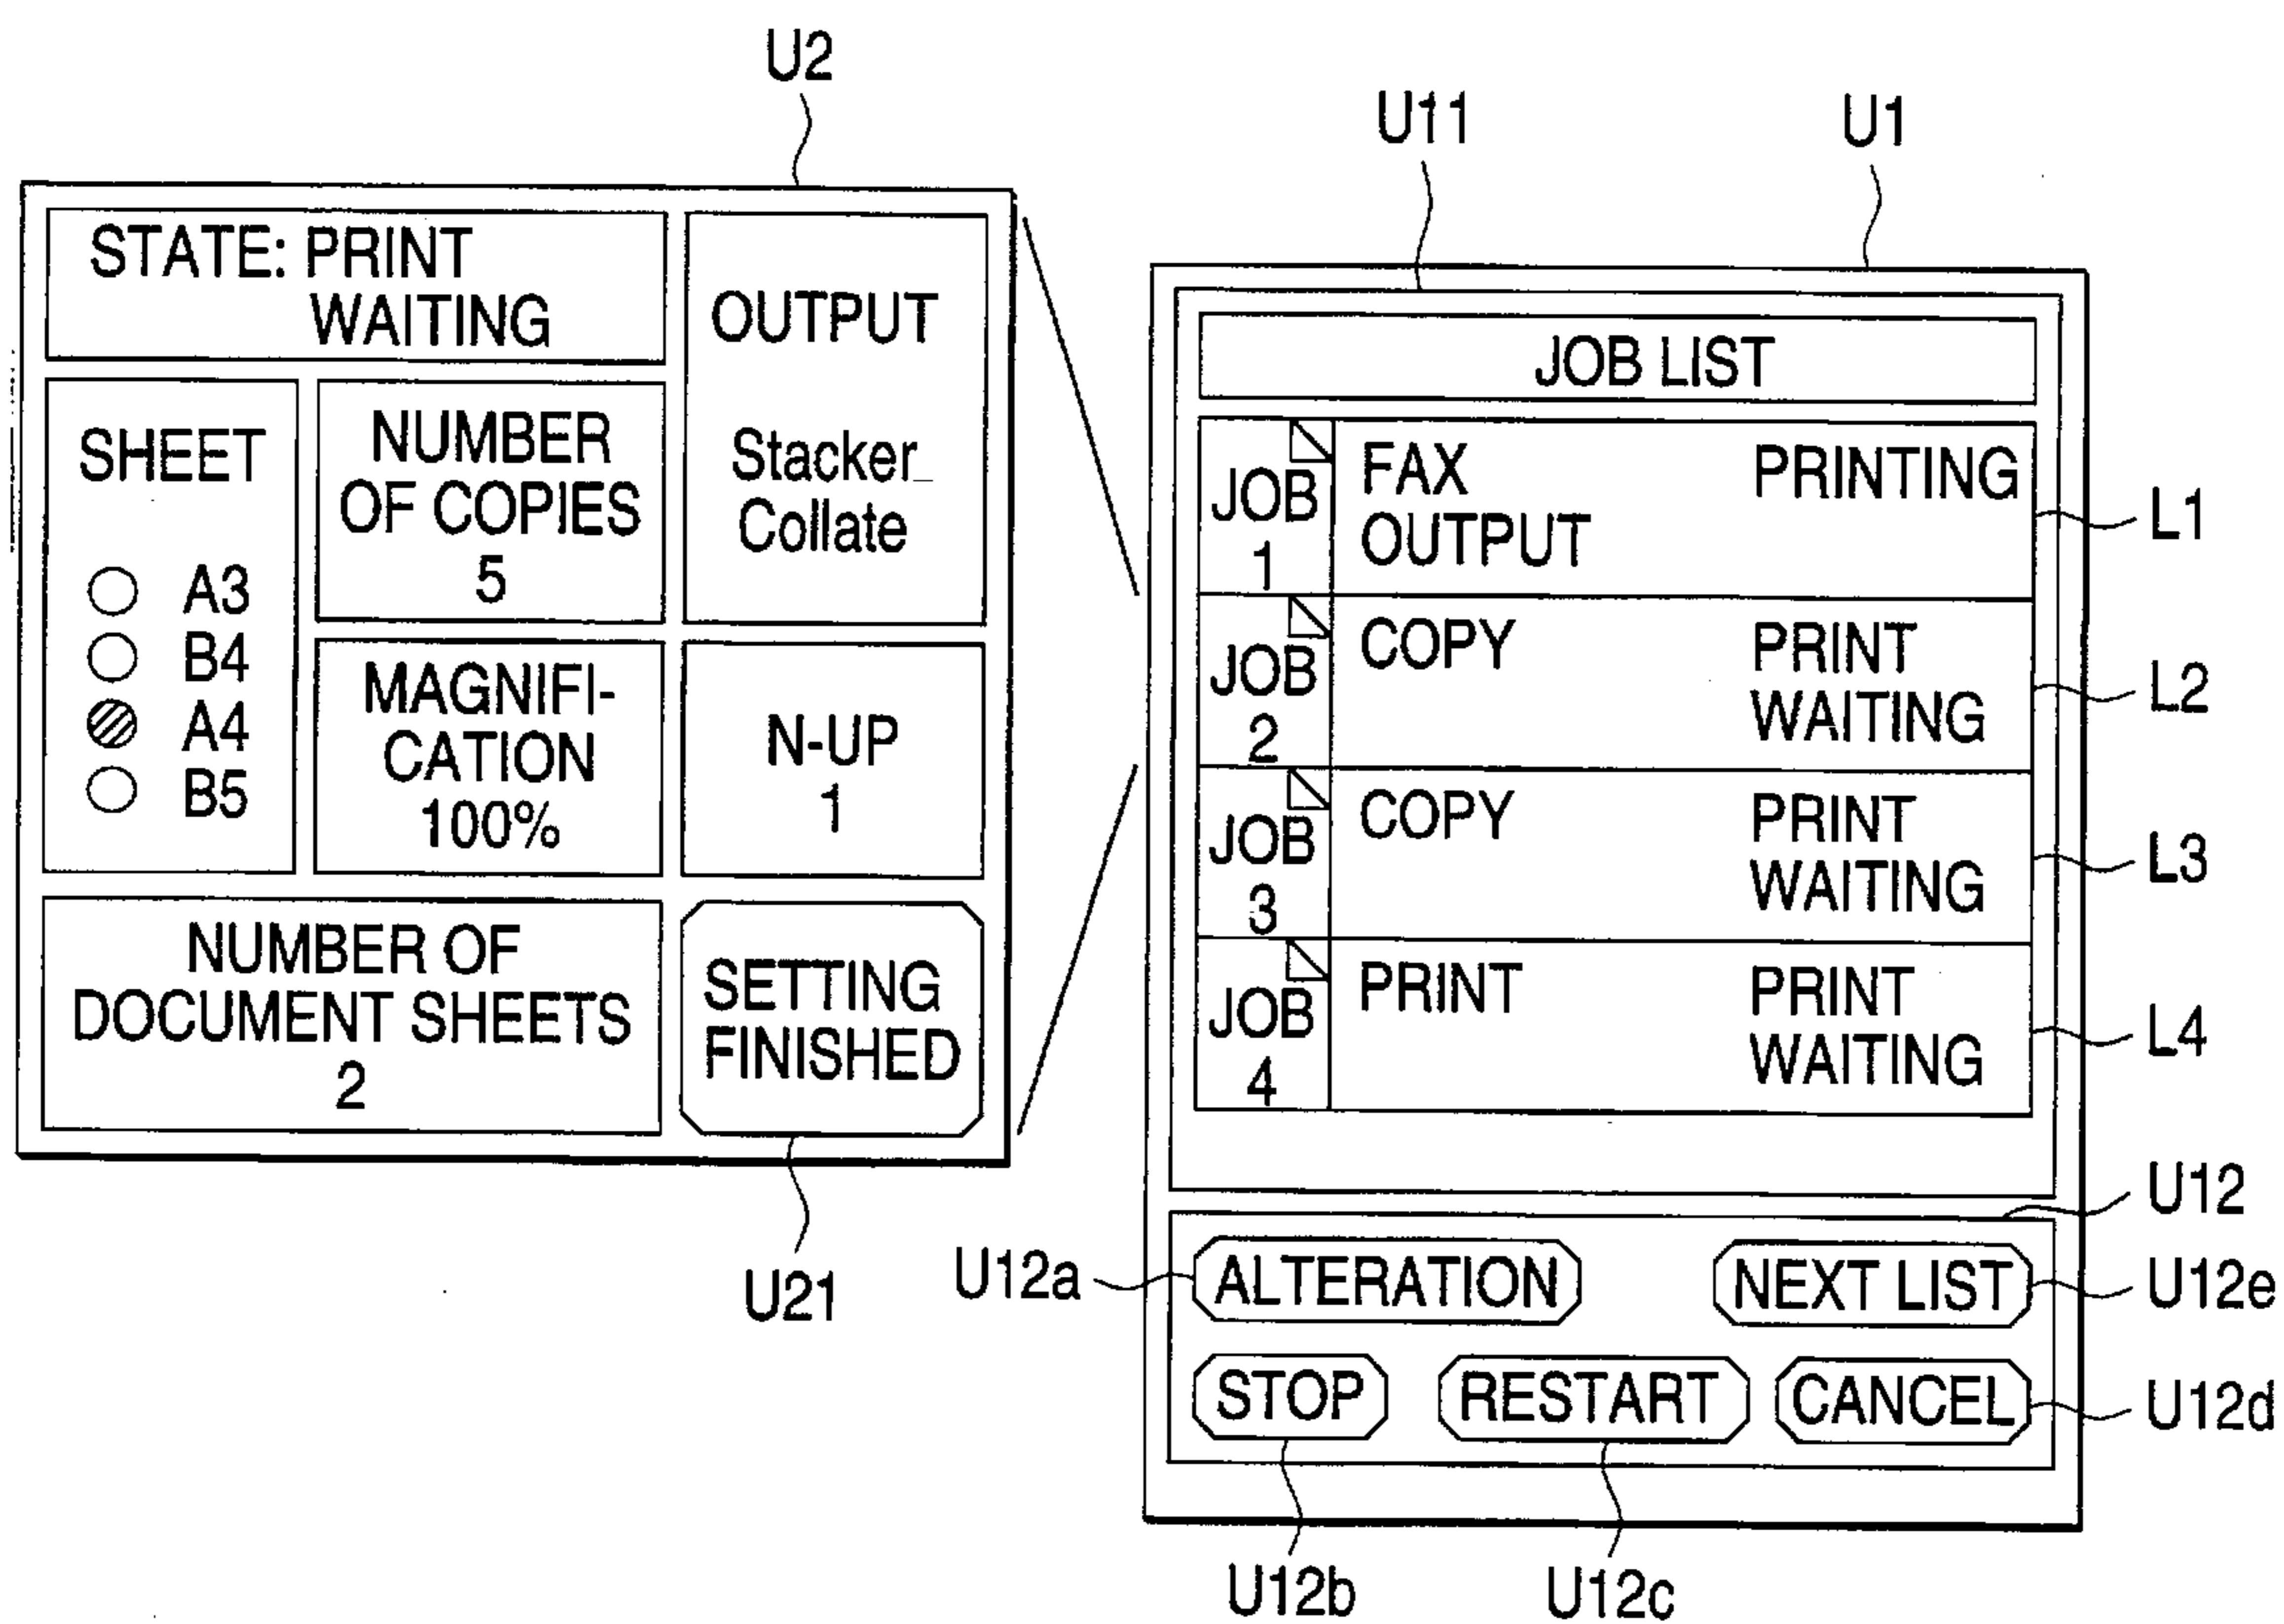 U2
STATE: PRINT
WAITING
OUTPUT
Stacker_
Collate
SHEET
A3
B4
A4
B5
NUMBER
OF COPIES
5
MAGNIFI-
CATION
100%
N-UP
1
NUMBER OF
DOCUMENT SHEETS
2
SETTING
FINISHED
U21
U11
U1
JOB LIST
JOB
1
FAX
OUTPUT
PRINTING
L1
JOB
2
COPY
PRINT
WAITING
L2
JOB
3
COPY
PRINT
WAITING
L3
JOB
4
PRINT
PRINT
WAITING
L4
U12
U12a
ALTERATION
NEXT LIST
U12e
STOP
RESTART
CANCEL
U12d
U12b
U12c